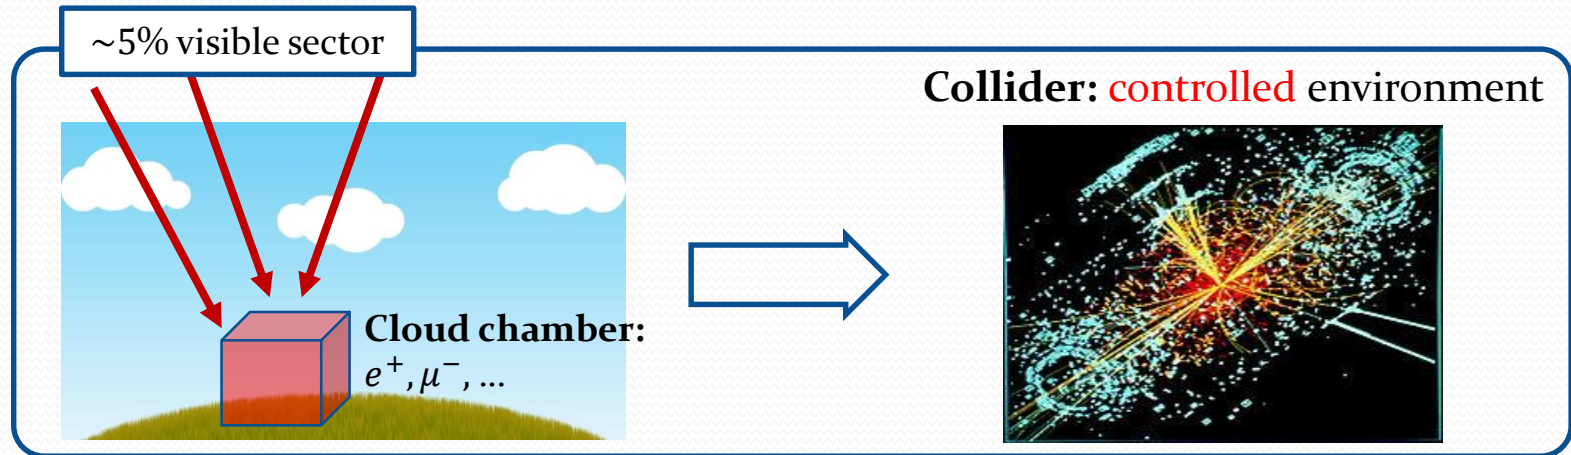 ~5% visible sector
Collider: controlled environment
Cloud chamber:
e⁺, μ⁻, ...